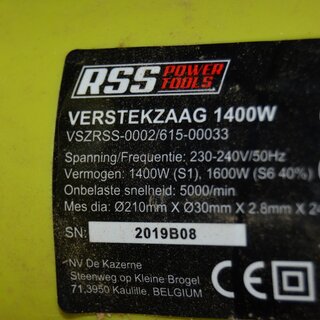 RSS POWER TOOLS
VERSTEKZAAG 1400W
VSZRSS-0002/615-00033
Spanning/Frequentie: 230-240V/50Hz
Vermogen: 1400W (S1), 1600W (S6 40%)
Onbelaste snelheid: 5000/min
Mes dia: Ø210mm X Ø30mm X 2.8mm X 24
SN: 2019B08
NV De Kazerne
Steenweg op Kleine Brogel
71,3950 Kaulille, BELGIUM
CE